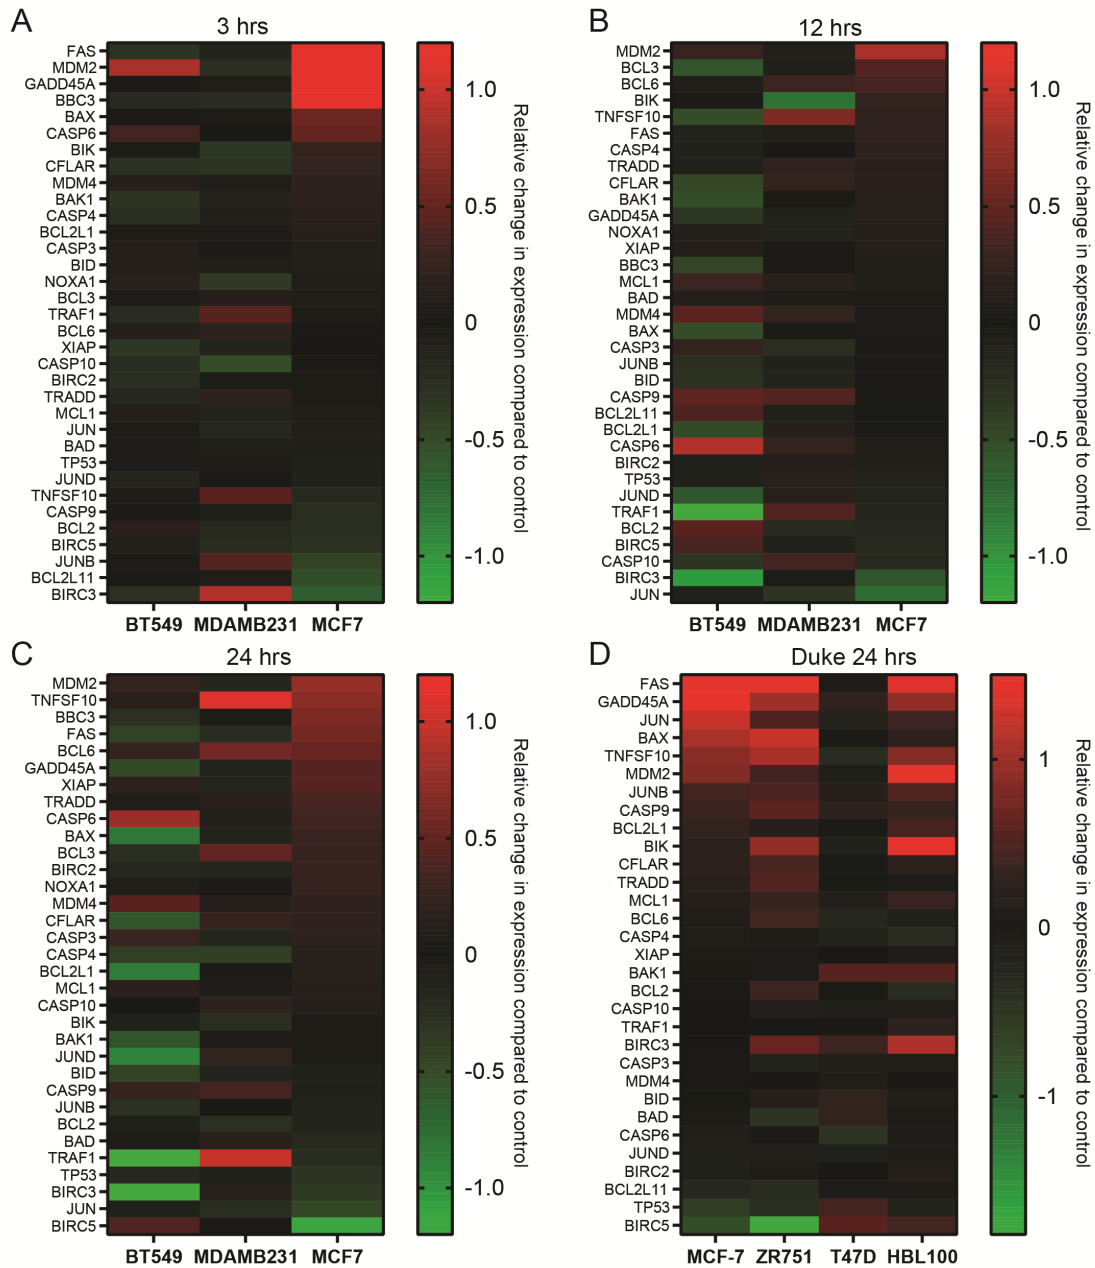 A
3 hrs
FAS
MDM2
GADD45A
BBC3
BAX
CASP6
BIK
CFLAR
MDM4
BAK1
CASP4
BCL2L1
CASP3
BID
NOXA1
BCL3
TRAF1
BCL6
XIAP
CASP10
BIRC2
TRADD
MCL1
JUN
BAD
TP53
JUND
TNFSF10
CASP9
BCL2
BIRC5
JUNB
BCL2L11
BIRC3
BT549 MDAMB231 MCF7
1.0
0.5
0
-0.5
-1.0
Relative change in expression compared to control
B
12 hrs
MDM2
BCL3
BCL6
BIK
TNFSF10
FAS
CASP4
TRADD
CFLAR
BAK1
GADD45A
NOXA1
XIAP
BBC3
MCL1
BAD
MDM4
BAX
CASP3
JUNB
BID
CASP9
BCL2L11
BCL2L1
CASP6
BIRC2
TP53
JUND
TRAF1
BCL2
BIRC5
CASP10
BIRC3
JUN
BT549 MDAMB231 MCF7
1.0
0.5
0
-0.5
-1.0
Relative change in expression compared to control
C
24 hrs
MDM2
TNFSF10
BBC3
FAS
BCL6
GADD45A
XIAP
TRADD
CASP6
BAX
BCL3
BIRC2
NOXA1
MDM4
CFLAR
CASP3
CASP4
BCL2L1
MCL1
CASP10
BIK
BAK1
JUND
BID
CASP9
JUNB
BCL2
BAD
TRAF1
TP53
BIRC3
JUN
BIRC5
BT549 MDAMB231 MCF7
1.0
0.5
0
-0.5
-1.0
Relative change in expression compared to control
D
Duke 24 hrs
FAS
GADD45A
JUN
BAX
TNFSF10
MDM2
JUNB
CASP9
BCL2L1
BIK
CFLAR
TRADD
MCL1
BCL6
CASP4
XIAP
BAK1
BCL2
CASP10
TRAF1
BIRC3
CASP3
MDM4
BID
BAD
CASP6
JUND
BIRC2
BCL2L11
TP53
BIRC5
MCF-7 ZR751 T47D HBL100
1
0
-1
Relative change in expression compared to control